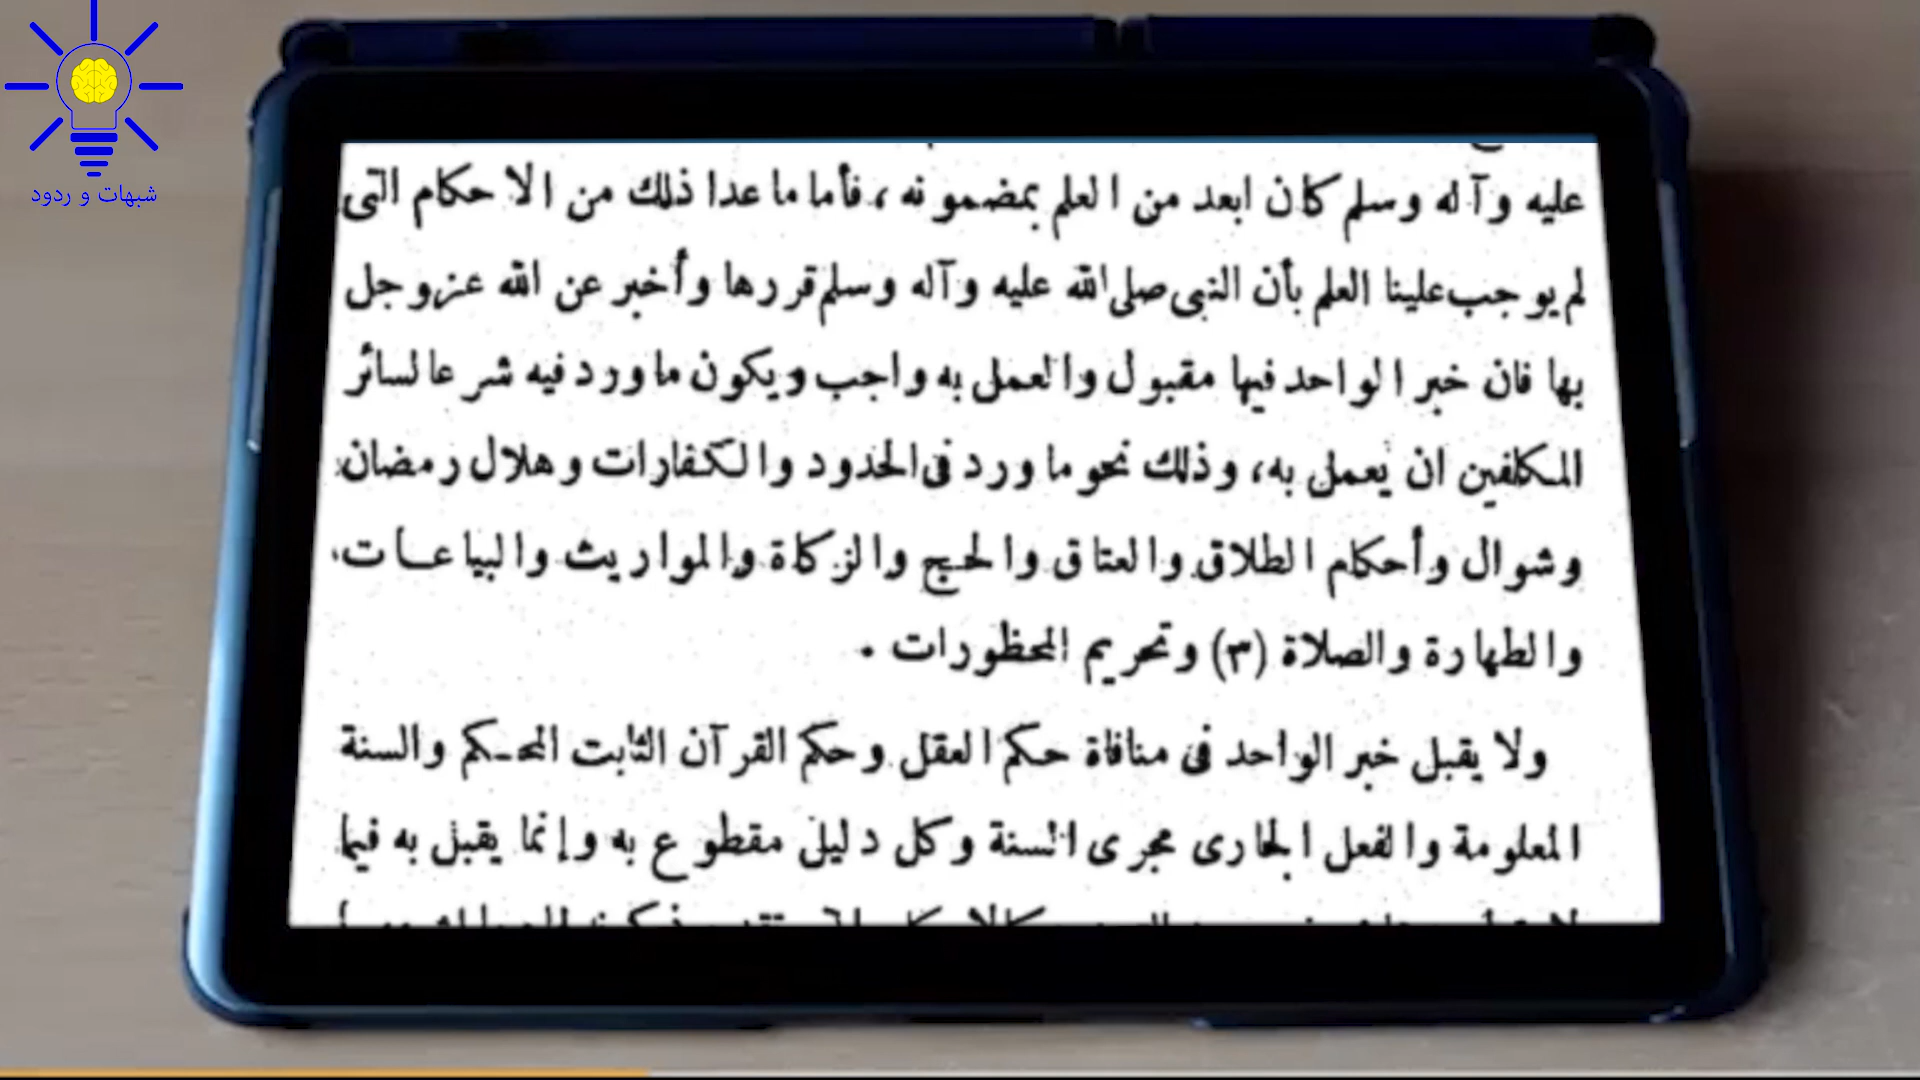 شبهات و ردود
عليه وآله وسلم كان ابعد من العلم بمضمونه ، فأما ما عدا ذلك من الاحكام التى
لم يوجب علينا العلم بأن النبى صلى الله عليه وآله وسلم قررها وأخبر عن الله عزوجل
بها فان خبر الواحد فيها مقبول والعمل به واجب ويكون ما ورد فيه شرعا لسائر
المكلفين ان يعمل به، وذلك نحو ما ورد فى الحدود والكفارات وهلال رمضان
وشوال وأحكام الطلاق والعتاق والحج والزكاة والمواريث والبياعات،
والطهارة والصلاة (٣) وتحريم المحظورات .
ولا يقبل خبر الواحد فى منافاة حكم العقل وحكم القرآن الثابت المحكم والسنة
المعلومة والفعل الجارى مجرى السنة وكل دليل مقطوع به وإنما يقبل به فيما